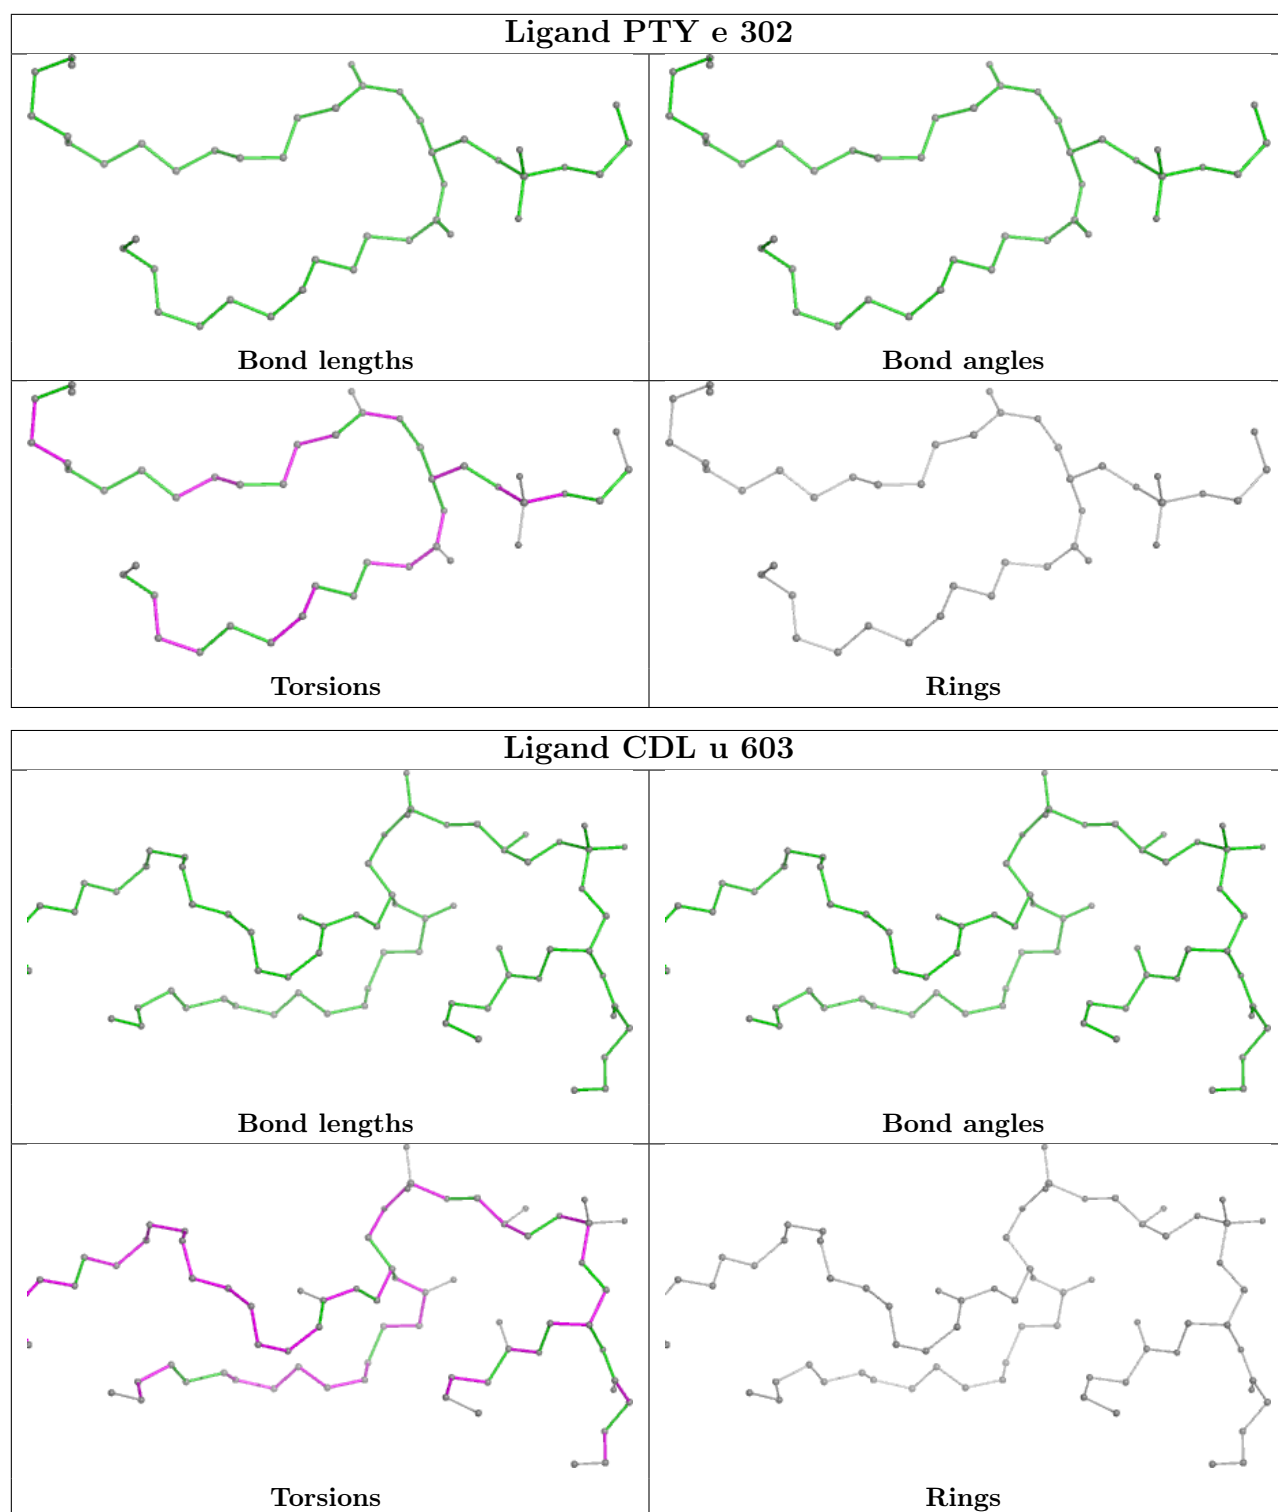 Ligand PTY e 302
Bond lengths
Bond angles
Torsions
Rings
Ligand CDL u 603
Bond lengths
Bond angles
Torsions
Rings